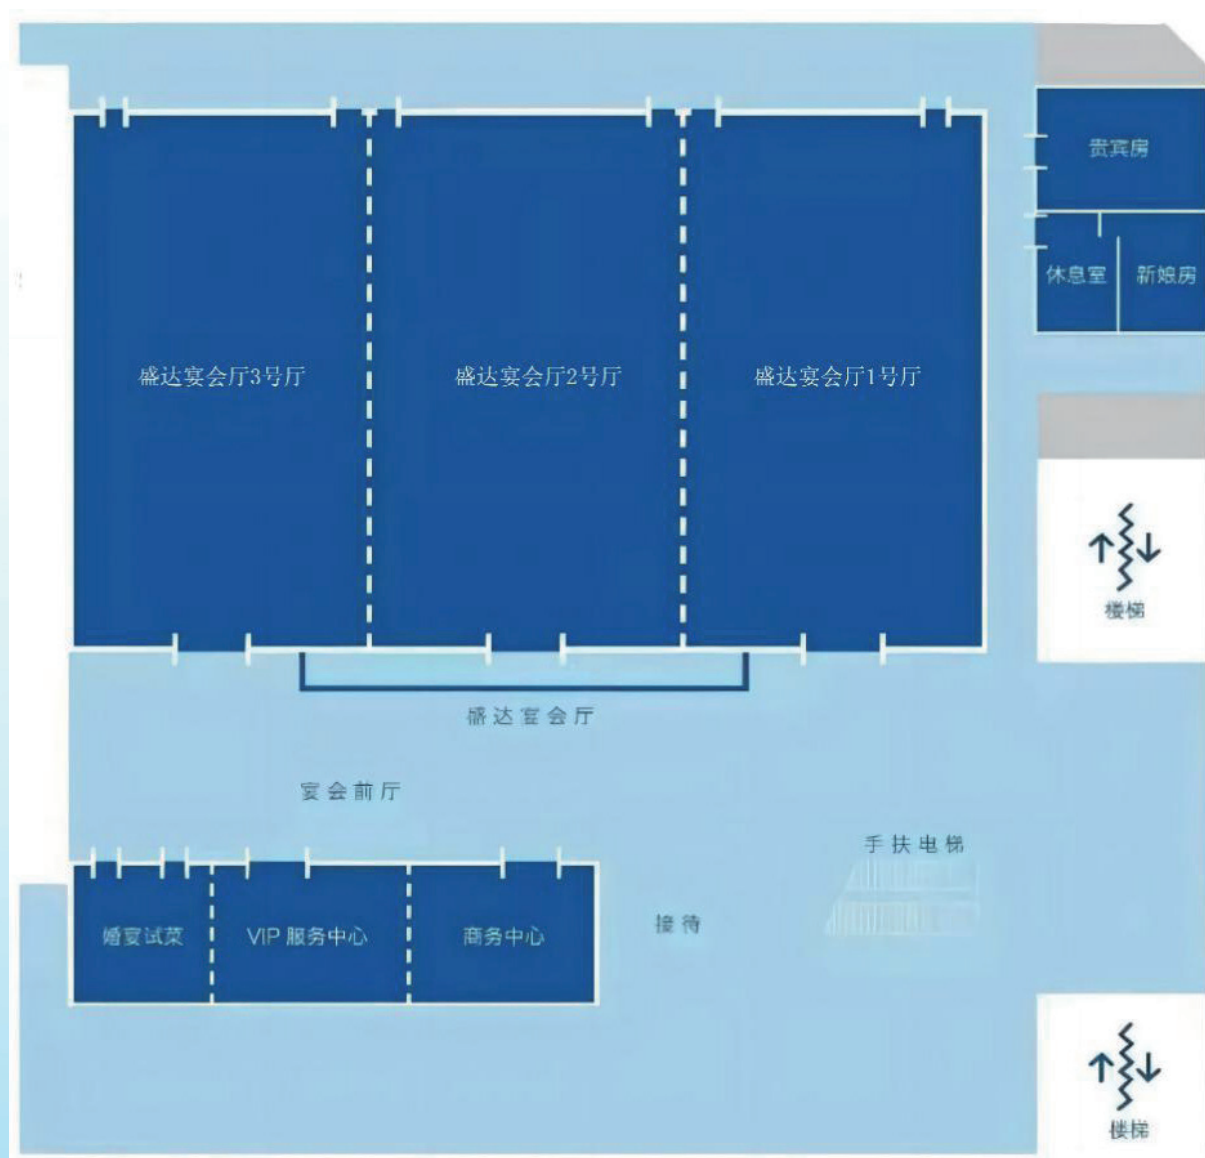 贵宾房
休息室
新娘房
盛达宴会厅3号厅
盛达宴会厅2号厅
盛达宴会厅1号厅
楼梯
盛达宴会厅
宴会前厅
手扶电梯
接待
婚宴试菜
VIP 服务中心
商务中心
楼梯